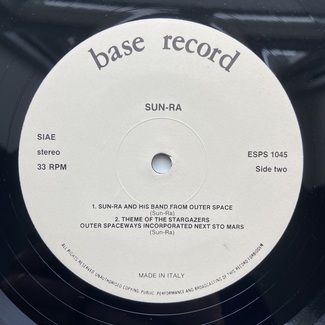 base record
SUN-RA
SIAE
stereo
33 RPM
ESPS 1045
Side two
1. SUN-RA AND HIS BAND FROM OUTER SPACE
(Sun-Ra)
2. THEME OF THE STARGAZERS
OUTER SPACEWAYS INCORPORATED NEXT STO MARS
(Sun-Ra)
MADE IN ITALY
ALL RIGHTS RESERVED UNAUTHORIZED COPYING, PUBLIC PERFORMANCE AND BROADCASTING OF THIS RECORD FORBIDDEN